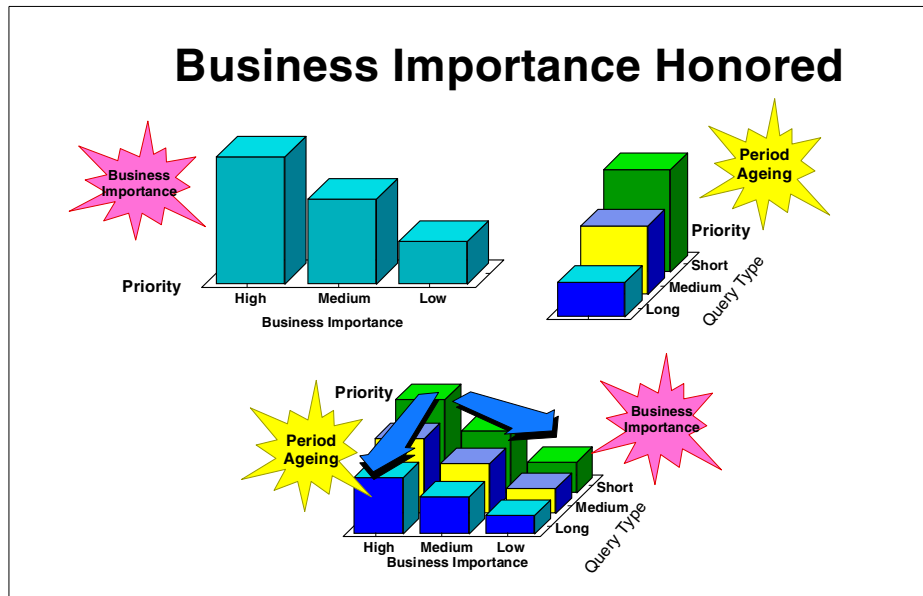 Business Importance Honored
Business
Importance
Priority
High
Medium
Low
Business Importance
Period
Ageing
Priority
Short
Medium
Long
Query Type
Priority
Period
Ageing
Business
Importance
Short
Medium
Long
Query Type
High
Medium
Low
Business Importance